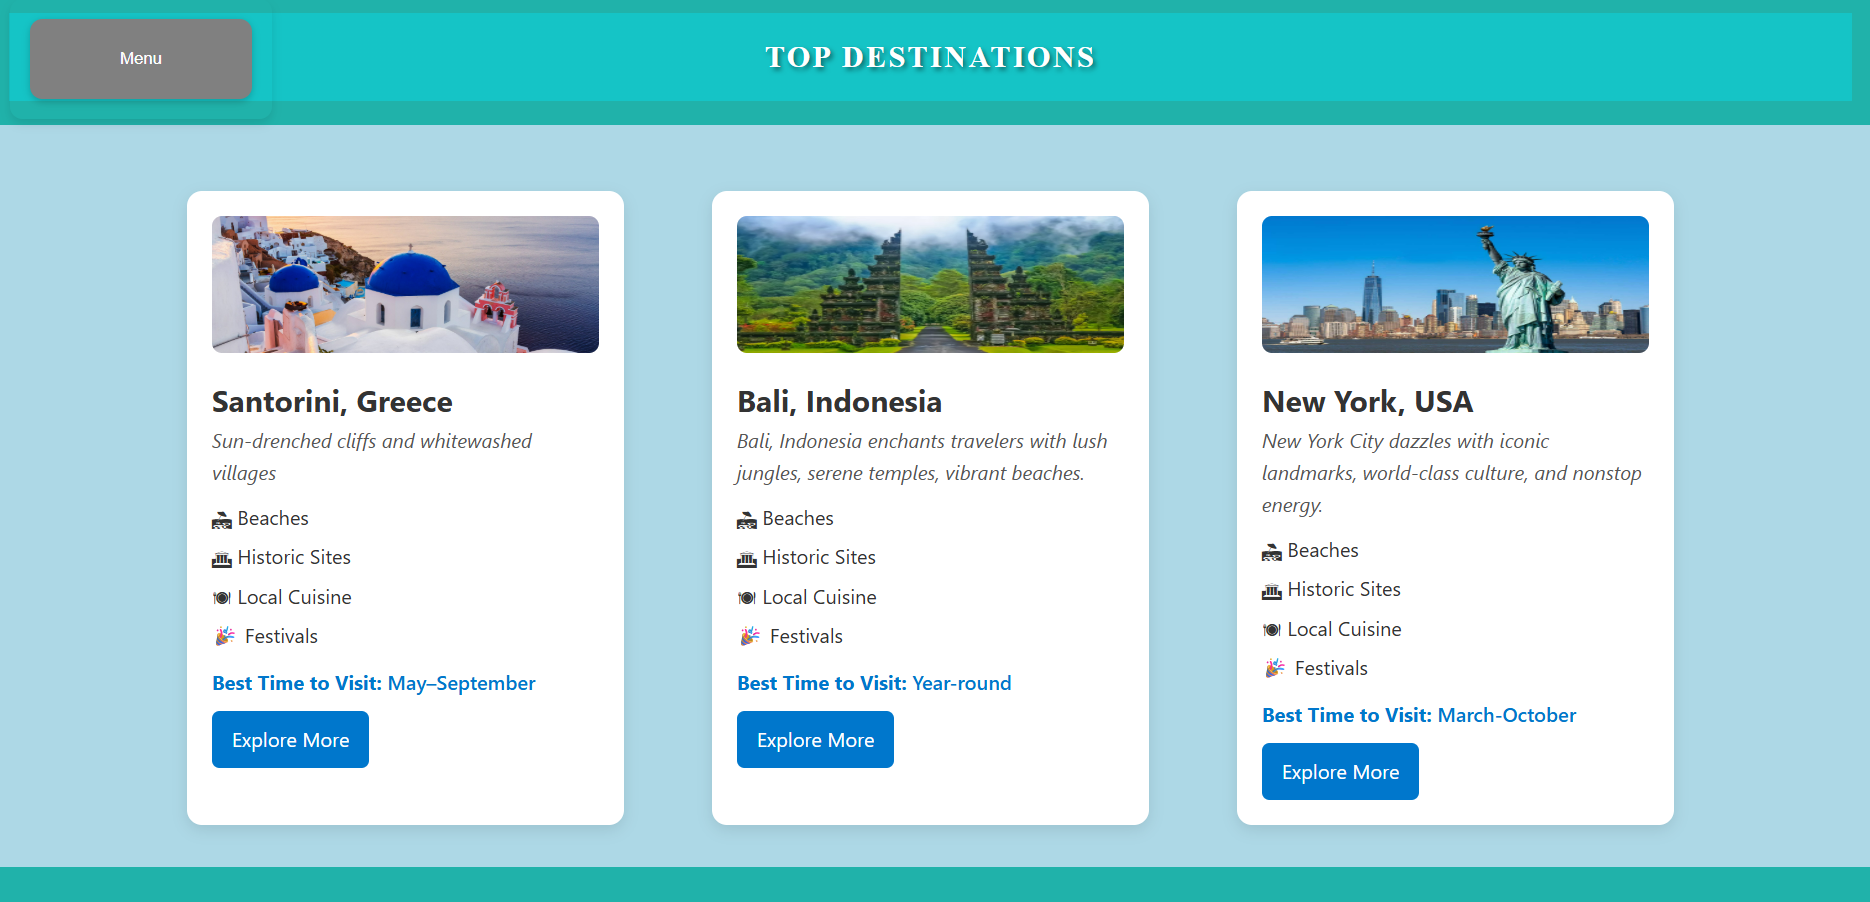 Menu
TOP DESTINATIONS
Santorini, Greece
Sun-drenched cliffs and whitewashed
villages
Beaches
Historic Sites
Local Cuisine
Festivals
Best Time to Visit: May–September
Explore More
Bali, Indonesia
Bali, Indonesia enchants travelers with lush
jungles, serene temples, vibrant beaches.
Beaches
Historic Sites
Local Cuisine
Festivals
Best Time to Visit: Year-round
Explore More
New York, USA
New York City dazzles with iconic
landmarks, world-class culture, and nonstop
energy.
Beaches
Historic Sites
Local Cuisine
Festivals
Best Time to Visit: March-October
Explore More